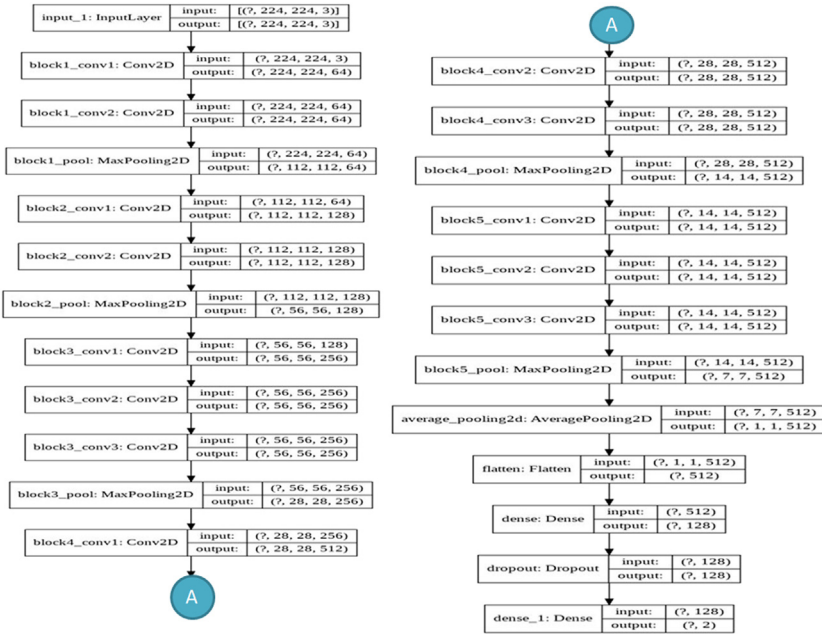 input_1: InputLayer input: [(?, 224, 224, 3)]
output: [(?, 224, 224, 3)]
block1_conv1: Conv2D input: (?, 224, 224, 3)
output: (?, 224, 224, 64)
block1_conv2: Conv2D input: (?, 224, 224, 64)
output: (?, 224, 224, 64)
block1_pool: MaxPooling2D input: (?, 224, 224, 64)
output: (?, 112, 112, 64)
block2_conv1: Conv2D input: (?, 112, 112, 64)
output: (?, 112, 112, 128)
block2_conv2: Conv2D input: (?, 112, 112, 128)
output: (?, 112, 112, 128)
block2_pool: MaxPooling2D input: (?, 112, 112, 128)
output: (?, 56, 56, 128)
block3_conv1: Conv2D input: (?, 56, 56, 128)
output: (?, 56, 56, 256)
block3_conv2: Conv2D input: (?, 56, 56, 256)
output: (?, 56, 56, 256)
block3_conv3: Conv2D input: (?, 56, 56, 256)
output: (?, 56, 56, 256)
block3_pool: MaxPooling2D input: (?, 56, 56, 256)
output: (?, 28, 28, 256)
block4_conv1: Conv2D input: (?, 28, 28, 256)
output: (?, 28, 28, 512)
A
A
block4_conv2: Conv2D input: (?, 28, 28, 512)
output: (?, 28, 28, 512)
block4_conv3: Conv2D input: (?, 28, 28, 512)
output: (?, 28, 28, 512)
block4_pool: MaxPooling2D input: (?, 28, 28, 512)
output: (?, 14, 14, 512)
block5_conv1: Conv2D input: (?, 14, 14, 512)
output: (?, 14, 14, 512)
block5_conv2: Conv2D input: (?, 14, 14, 512)
output: (?, 14, 14, 512)
block5_conv3: Conv2D input: (?, 14, 14, 512)
output: (?, 14, 14, 512)
block5_pool: MaxPooling2D input: (?, 14, 14, 512)
output: (?, 7, 7, 512)
average_pooling2d: AveragePooling2D input: (?, 7, 7, 512)
output: (?, 1, 1, 512)
flatten: Flatten input: (?, 1, 1, 512)
output: (?, 512)
dense: Dense input: (?, 512)
output: (?, 128)
dropout: Dropout input: (?, 128)
output: (?, 128)
dense_1: Dense input: (?, 128)
output: (?, 2)